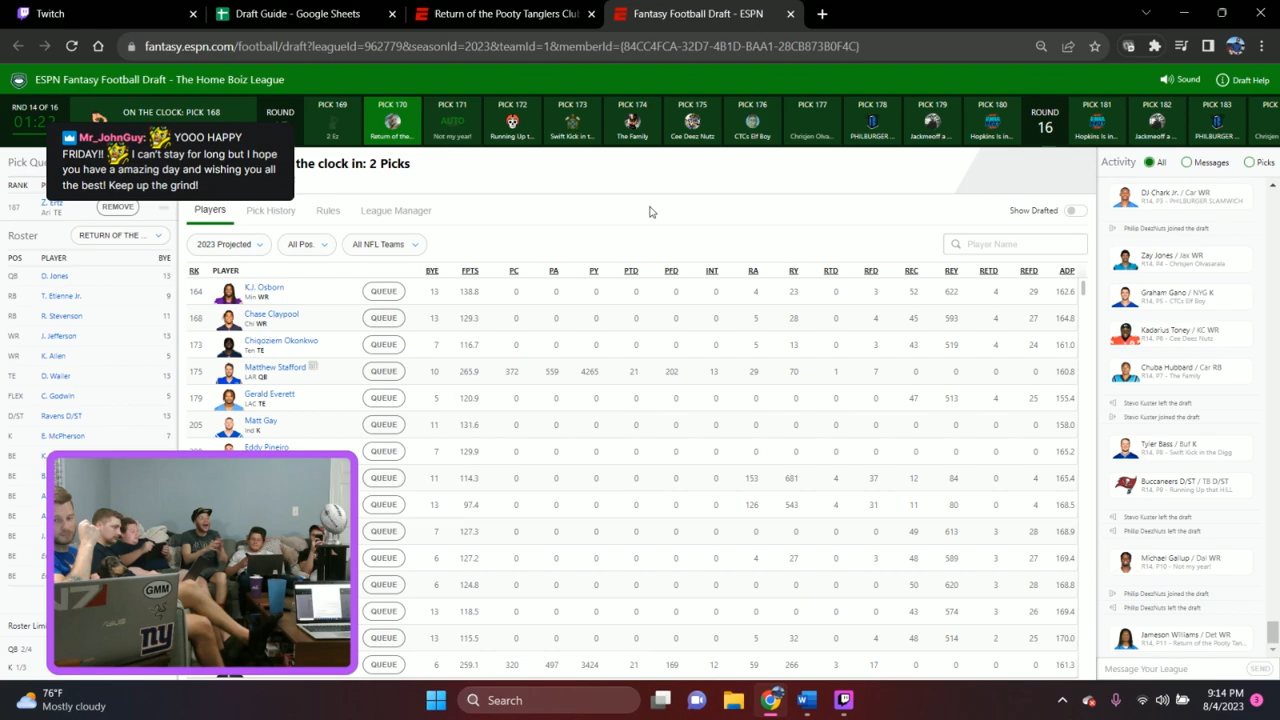 Twitch
Draft Guide - Google Sheets
Return of the Pooty Tanglers Clu
Fantasy Football Draft - ESPN
fantasy.espn.com/football/draft?leagueId=962779&seasonId=2023&teamId=1&memberId={84CC4FCA-32D7-4B1D-BAA1-28CB873B0F4C}
ESPN Fantasy Football Draft - The Home Boiz League
Sound
Draft Help
RND 14 OF 16
ON THE CLOCK: PICK 168
PICK 169
2 Ez
PICK 170
Return of the...
PICK 171
AUTO
Not my year!
PICK 172
Running Up t...
PICK 173
Swift Kick in t...
PICK 174
The Family
PICK 175
Cee Deez Nutz
PICK 176
CTCs Elf Boy
PICK 177
Chrisjen Olva...
PICK 178
PHILBURGER ...
PICK 179
Jackmeoff a ...
PICK 180
Hopkins Is in...
ROUND
16
PICK 181
Hopkins Is in...
PICK 182
Jackmeoff a ...
PICK 183
PHILBURGER ...
Mr_JohnGuy: YOOO HAPPY
FRIDAY!! I can't stay for long but I hope
you have a amazing day and wishing you all
the best! Keep up the grind!
Pick Que
the clock in: 2 Picks
RANK
187
Z. Ertz
Ari TE
REMOVE
Roster
RETURN OF THE ...
POS PLAYER BYE
QB D. Jones 13
RB T. Etienne Jr. 9
RB R. Stevenson 11
WR J. Jefferson 13
WR K. Allen 5
TE D. Waller 13
FLEX C. Godwin 5
D/ST Ravens D/ST 13
K E. McPherson 7
BE
BE
BE
BE
BE
BE
BE
Roster Lim
QB 2/4
K 1/3
Players
Pick History
Rules
League Manager
Show Drafted
2023 Projected
All Pos.
All NFL Teams
Player Name
RK PLAYER BYE FPTS PC PA PY PTD PFD INT RA RY RTD RFD REC REY RETD REFD ADP
164 K.J. Osborn Min WR QUEUE 13 138.8 0 0 0 0 0 0 4 23 0 3 52 622 4 29 162.6
168 Chase Claypool Chi WR QUEUE 13 129.3 0 0 0 0 0 0 5 28 0 4 45 593 4 27 164.8
173 Chigoziem Okonkwo Ten TE QUEUE 7 116.7 0 0 0 0 0 0 5 13 0 3 43 517 4 24 161.0
175 Matthew Stafford LAR QB QUEUE 10 265.9 372 559 4265 21 202 13 29 70 1 7 0 0 0 0 160.8
179 Gerald Everett LAC TE QUEUE 5 120.9 0 0 0 0 0 0 5 9 0 4 47 511 4 25 155.4
205 Matt Gay Ind K QUEUE 11 0 0 0 0 0 0 0 0 0 0 0 0 0 0 158.0
Eddy Pineiro QUEUE 7 129.9 0 0 0 0 0 0 0 0 0 0 0 0 0 0 165.2
QUEUE 11 114.3 0 0 0 0 0 0 153 681 4 37 12 84 0 4 165.4
QUEUE 13 97.4 0 0 0 0 0 0 126 543 4 31 11 80 0 4 168.5
QUEUE 0 0 0 0 0 0 0 0 0 0 49 613 3 28 168.9
QUEUE 6 127.2 0 0 0 0 0 0 4 27 0 3 48 589 3 27 169.4
QUEUE 6 124.8 0 0 0 0 0 0 0 0 0 0 50 620 3 28 168.8
QUEUE 13 118.5 0 0 0 0 0 0 0 0 0 0 43 574 3 26 169.4
QUEUE 13 115.5 0 0 0 0 0 0 5 32 0 4 48 514 2 25 170.0
QUEUE 259.1 320 497 3424 21 169 12 59 266 3 17 0 0 0 0 161.3
Activity
All
Messages
Picks
DJ Chark Jr. / Car WR
R14, P3 - PHILBURGER SLAMWICH
Philip DeezNuts joined the draft
Zay Jones / Jax WR
R14, P4 - Chrisjen Olvasarala
Graham Gano / NYG K
R14, P5 - CTCs Elf Boy
Kadarius Toney / KC WR
R14, P6 - Cee Deez Nutz
Chuba Hubbard / Car RB
R14, P7 - The Family
Stevo Kuster left the draft
Stevo Kuster joined the draft
Tyler Bass / Buf K
R14, P8 - Swift Kick in the Digg
Buccaneers D/ST / TB D/ST
R14, P9 - Running Up that HILL
Stevo Kuster left the draft
Philip DeezNuts left the draft
Michael Gallup / Dal WR
R14, P10 - Not my year!
Philip DeezNuts joined the draft
Philip DeezNuts left the draft
Jameson Williams / Det WR
R14, P11 - Return of the Pooty Tan...
Message Your League
SEND
GMM
ASUS
N7
ny
76°F
Mostly cloudy
Search
9:14 PM
8/4/2023
3